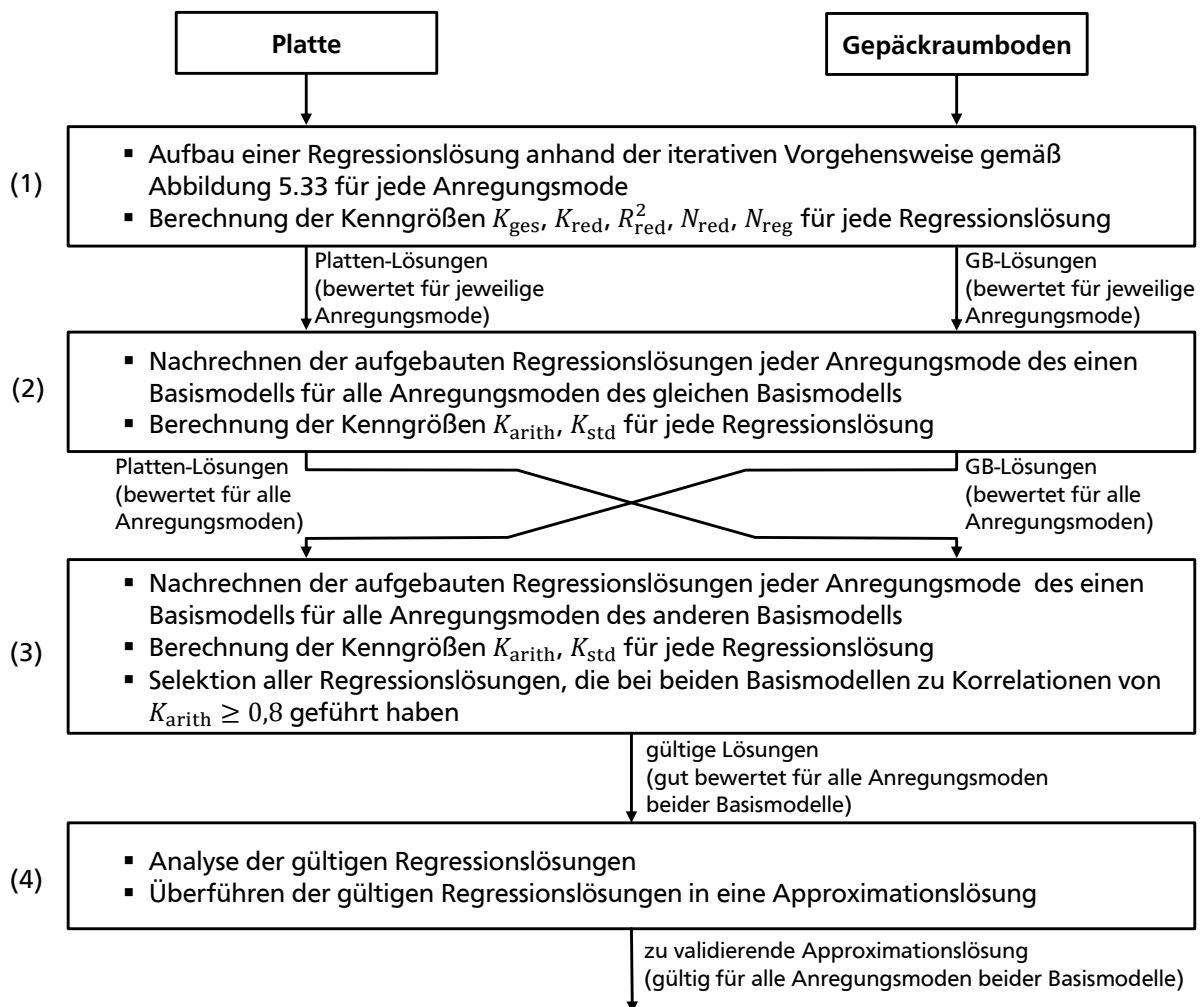 Platte
Gepäckraumboden
(1)
▪ Aufbau einer Regressionslösung anhand der iterativen Vorgehensweise gemäß
Abbildung 5.33 für jede Anregungsmode
▪ Berechnung der Kenngrößen K_ges, K_red, R²_red, N_red, N_reg für jede Regressionslösung
Platten-Lösungen
(bewertet für jeweilige
Anregungsmode)
GB-Lösungen
(bewertet für jeweilige
Anregungsmode)
(2)
▪ Nachrechnen der aufgebauten Regressionslösungen jeder Anregungsmode des einen
Basismodells für alle Anregungsmoden des gleichen Basismodells
▪ Berechnung der Kenngrößen K_arith, K_std für jede Regressionslösung
Platten-Lösungen
(bewertet für alle
Anregungsmoden)
GB-Lösungen
(bewertet für alle
Anregungsmoden)
(3)
▪ Nachrechnen der aufgebauten Regressionslösungen jeder Anregungsmode des einen
Basismodells für alle Anregungsmoden des anderen Basismodells
▪ Berechnung der Kenngrößen K_arith, K_std für jede Regressionslösung
▪ Selektion aller Regressionslösungen, die bei beiden Basismodellen zu Korrelationen von
K_arith ≥ 0,8 geführt haben
gültige Lösungen
(gut bewertet für alle Anregungsmoden
beider Basismodelle)
(4)
▪ Analyse der gültigen Regressionslösungen
▪ Überführen der gültigen Regressionslösungen in eine Approximationslösung
zu validierende Approximationslösung
(gültig für alle Anregungsmoden beider Basismodelle)